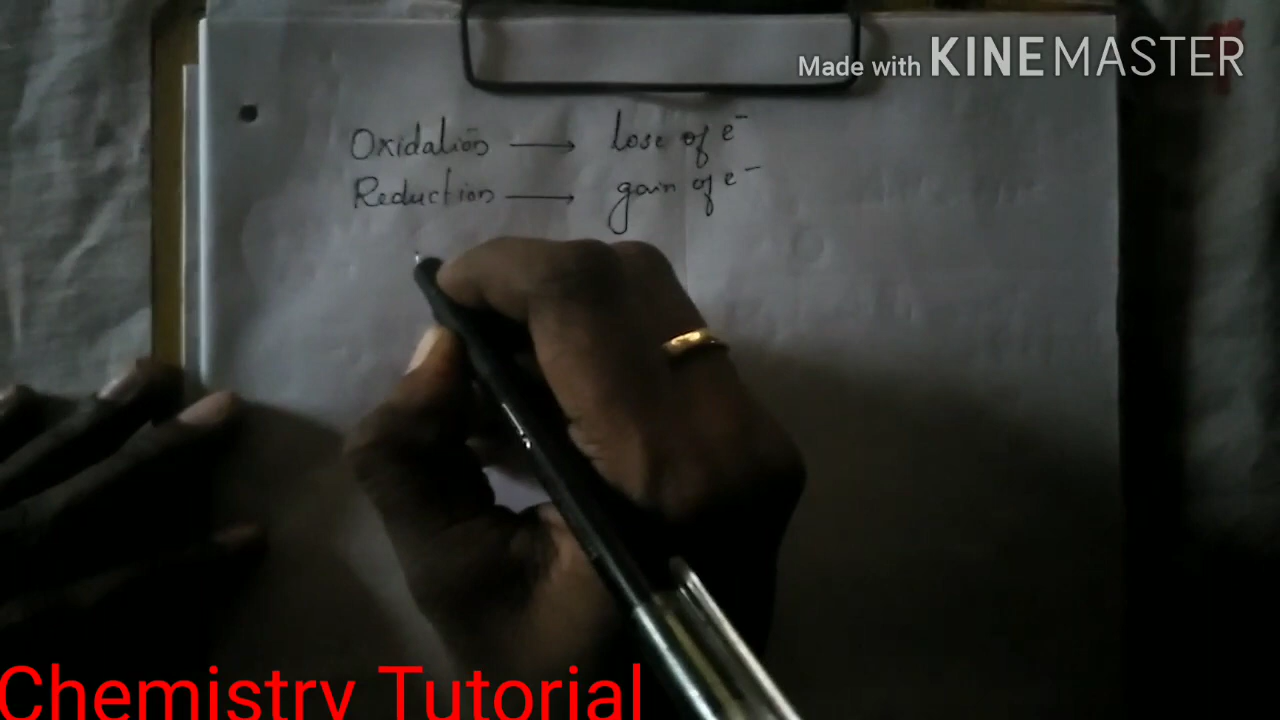 Made with KINEMASTER
Oxidation → lose of e⁻
Reduction → gain of e⁻
Chemistry Tutorial